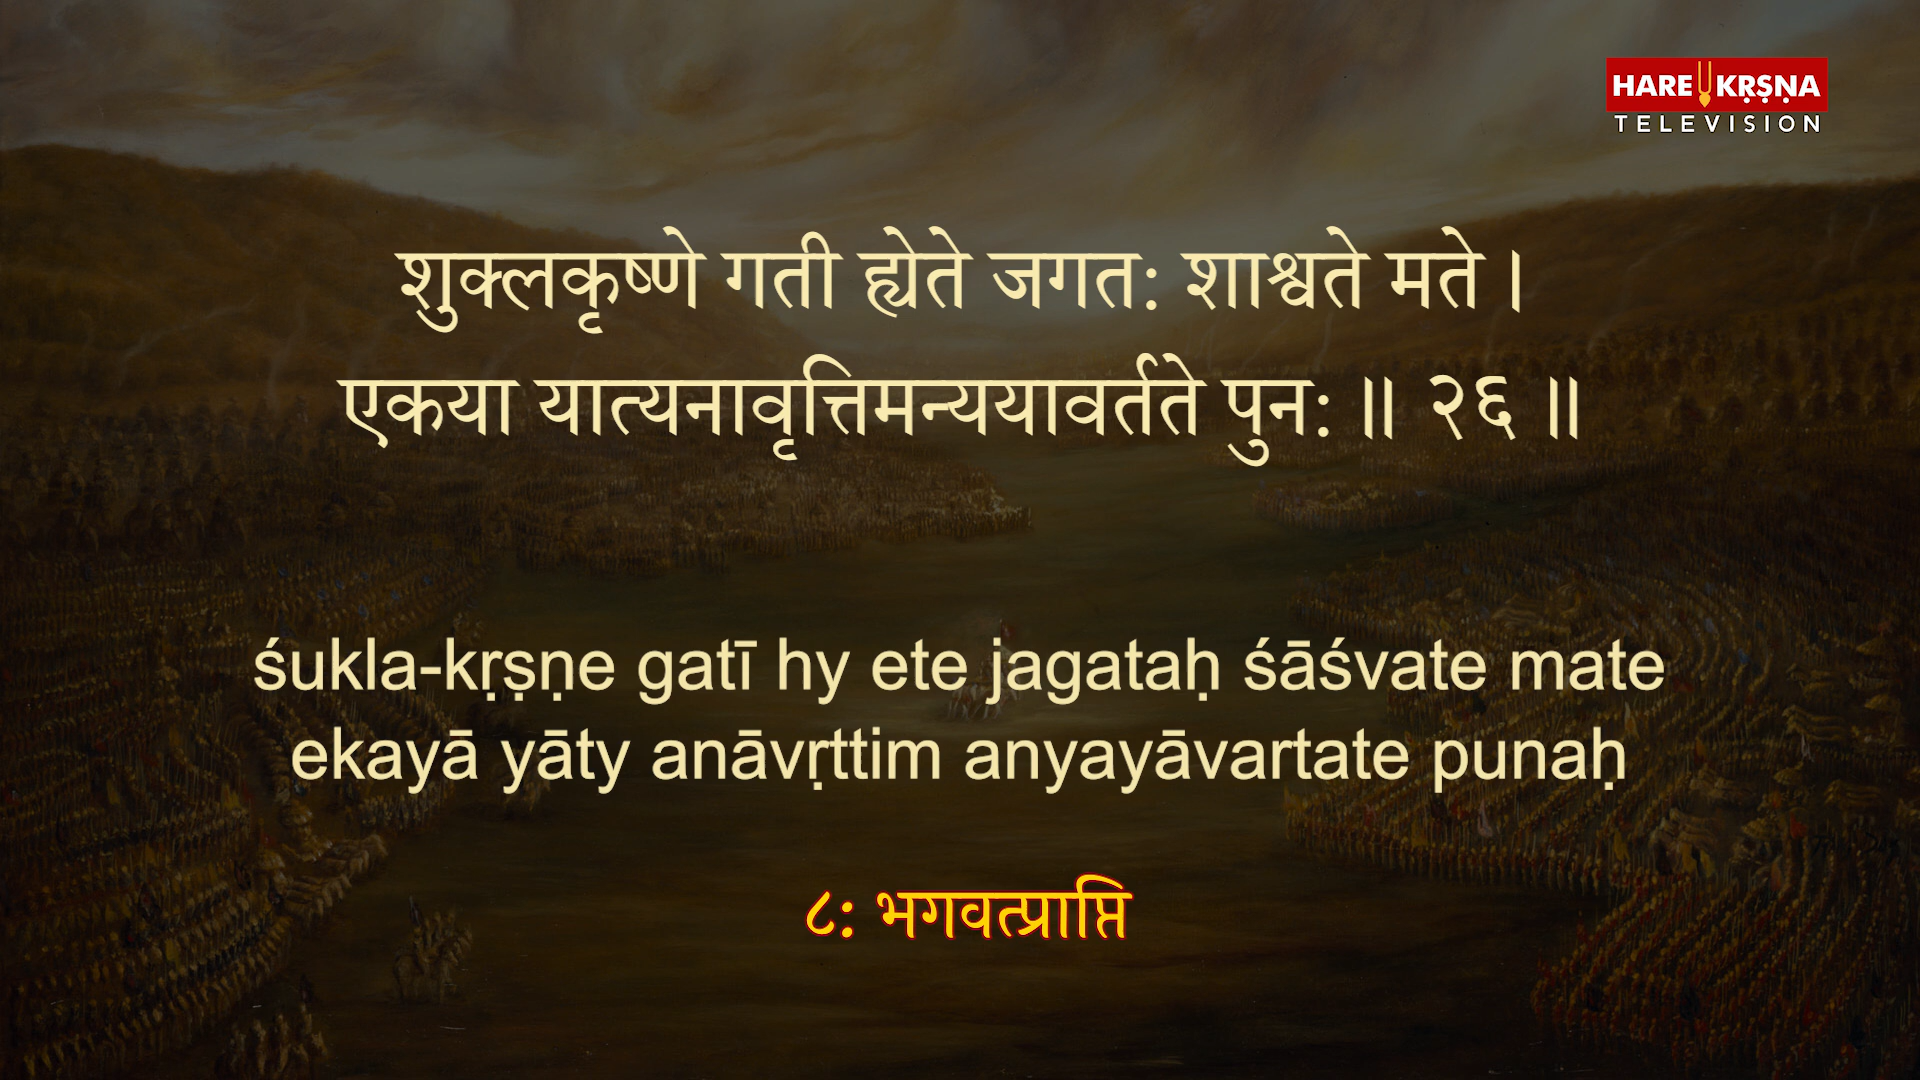 HARE KṚṢṆA
TELEVISION
शुक्लकृष्णे गती ह्येते जगतः शाश्वते मते ।
एकया यात्यनावृत्तिमन्ययावर्तते पुनः ॥ २६ ॥
śukla-kṛṣṇe gatī hy ete jagataḥ śāśvate mate
ekayā yāty anāvṛttim anyayāvartate punaḥ
८: भगवत्प्राप्ति